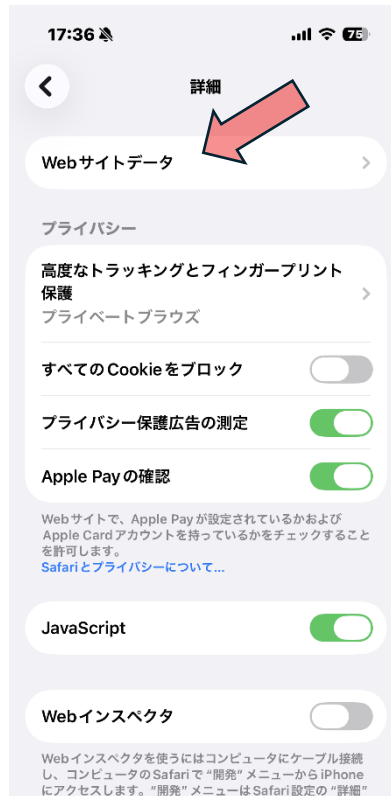 17:36
75
詳細
Webサイトデータ
プライバシー
高度なトラッキングとフィンガープリント
保護
プライベートブラウズ
すべてのCookieをブロック
プライバシー保護広告の測定
Apple Payの確認
Webサイトで、Apple Payが設定されているかおよび
Apple Cardアカウントを持っているかをチェックすること
を許可します。
Safariとプライバシーについて...
JavaScript
Webインスペクタ
Webインスペクタを使うにはコンピュータにケーブル接続
し、コンピュータのSafariで “開発” メニューからiPhone
にアクセスします。“開発” メニューはSafari設定の “詳細”